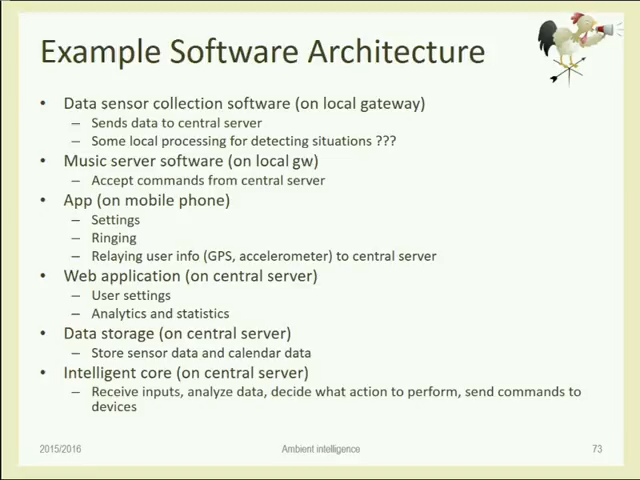 Example Software Architecture
• Data sensor collection software (on local gateway)
– Sends data to central server
– Some local processing for detecting situations ???
• Music server software (on local gw)
– Accept commands from central server
• App (on mobile phone)
– Settings
– Ringing
– Relaying user info (GPS, accelerometer) to central server
• Web application (on central server)
– User settings
– Analytics and statistics
• Data storage (on central server)
– Store sensor data and calendar data
• Intelligent core (on central server)
– Receive inputs, analyze data, decide what action to perform, send commands to
devices
2015/2016 Ambient intelligence 73